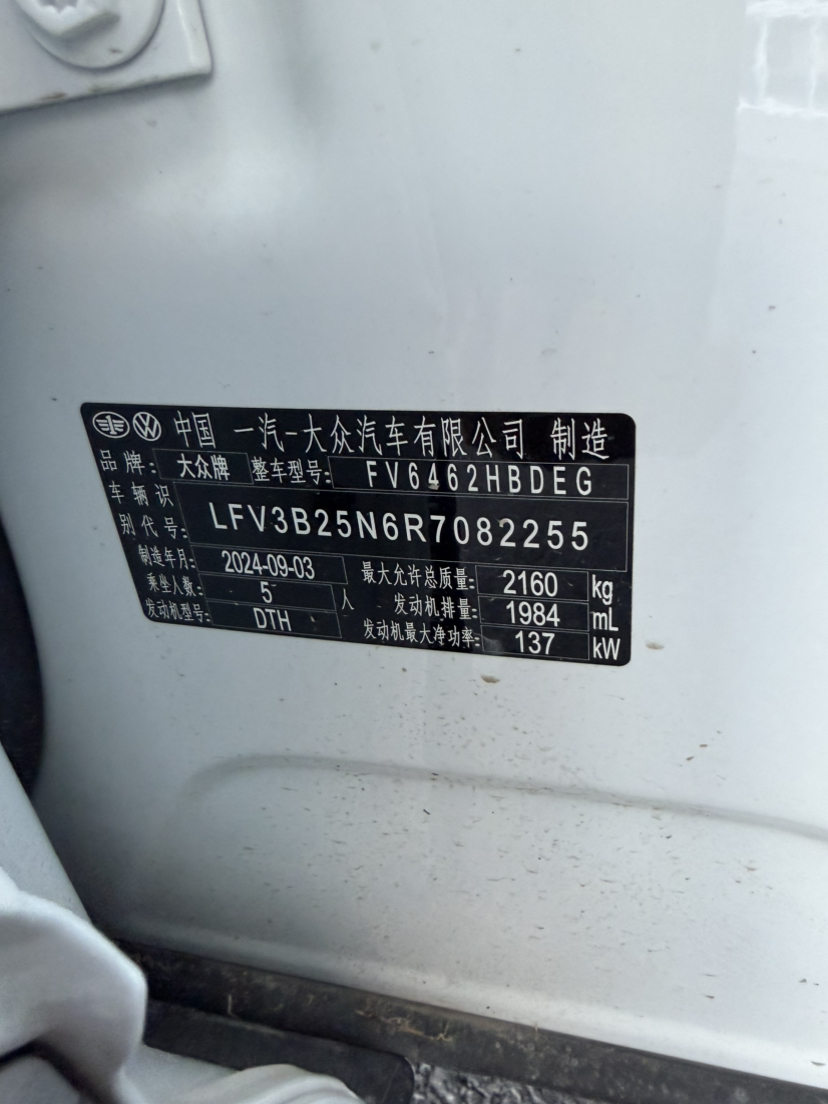 中国 一汽-大众汽车有限公司 制造
品牌: 大众牌 整车型号: FV6462HBDEG
车辆识别代号: LFV3B25N6R7082255
制造年月: 2024-09-03 最大允许总质量: 2160 kg
乘坐人数: 5 人 发动机排量: 1984 mL
发动机型号: DTH 发动机最大净功率: 137 kW